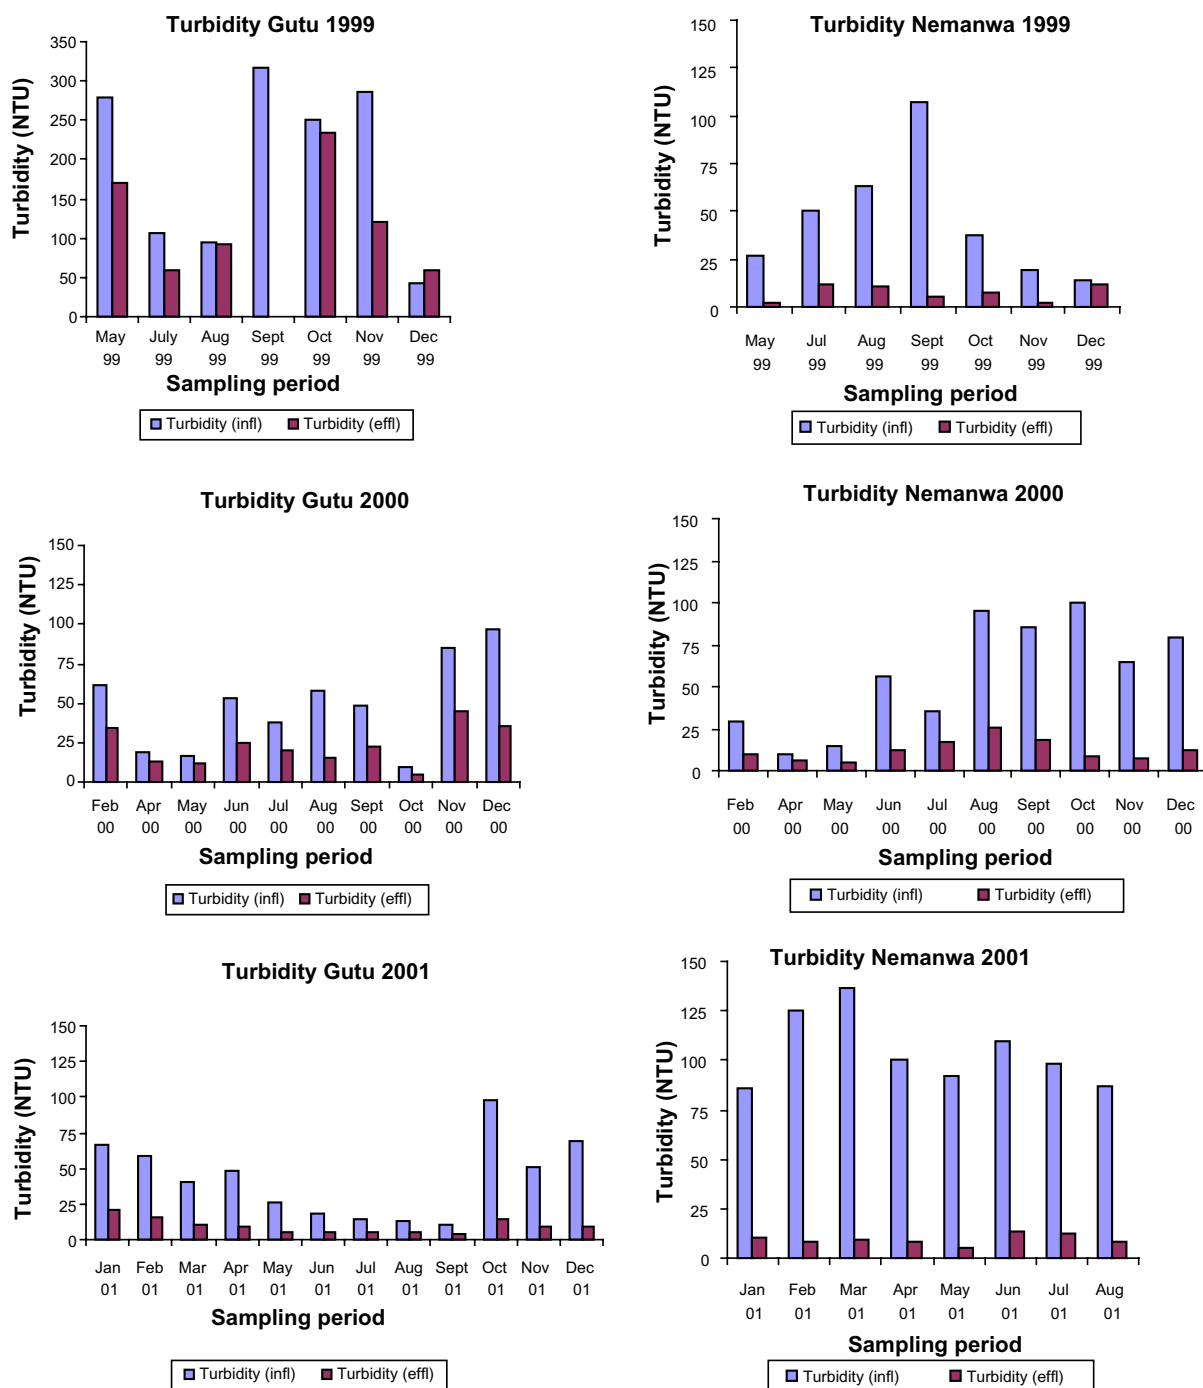 Turbidity Gutu 1999
Turbidity (NTU)
350
300
250
200
150
100
50
0
May July Aug Sept Oct Nov Dec
99 99 99 99 99 99 99
Sampling period
Turbidity (infl) Turbidity (effl)
Turbidity Nemanwa 1999
Turbidity (NTU)
150
125
100
75
50
25
0
May Jul Aug Sept Oct Nov Dec
99 99 99 99 99 99 99
Sampling period
Turbidity (infl) Turbidity (effl)
Turbidity Gutu 2000
Turbidity (NTU)
150
125
100
75
50
25
0
Feb Apr May Jun Jul Aug Sept Oct Nov Dec
00 00 00 00 00 00 00 00 00 00
Sampling period
Turbidity (infl) Turbidity (effl)
Turbidity Nemanwa 2000
Turbidity (NTU)
150
125
100
75
50
25
0
Feb Apr May Jun Jul Aug Sept Oct Nov Dec
00 00 00 00 00 00 00 00 00 00
Sampling period
Turbidity (infl) Turbidity (effl)
Turbidity Gutu 2001
Turbidity (NTU)
150
125
100
75
50
25
0
Jan Feb Mar Apr May Jun Jul Aug Sept Oct Nov Dec
01 01 01 01 01 01 01 01 01 01 01 01
Sampling period
Turbidity (infl) Turbidity (effl)
Turbidity Nemanwa 2001
Turbidity (NTU)
150
125
100
75
50
25
0
Jan Feb Mar Apr May Jun Jul Aug
01 01 01 01 01 01 01 01
Sampling period
Turbidity (infl) Turbidity (effl)